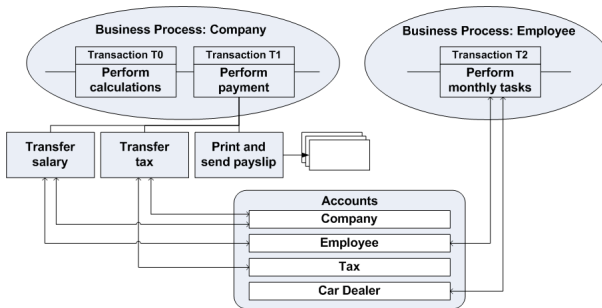 Business Process: Company
Transaction T0
Perform
calculations
Transaction T1
Perform
payment
Business Process: Employee
Transaction T2
Perform
monthly tasks
Transfer
salary
Transfer
tax
Print and
send payslip
Accounts
Company
Employee
Tax
Car Dealer